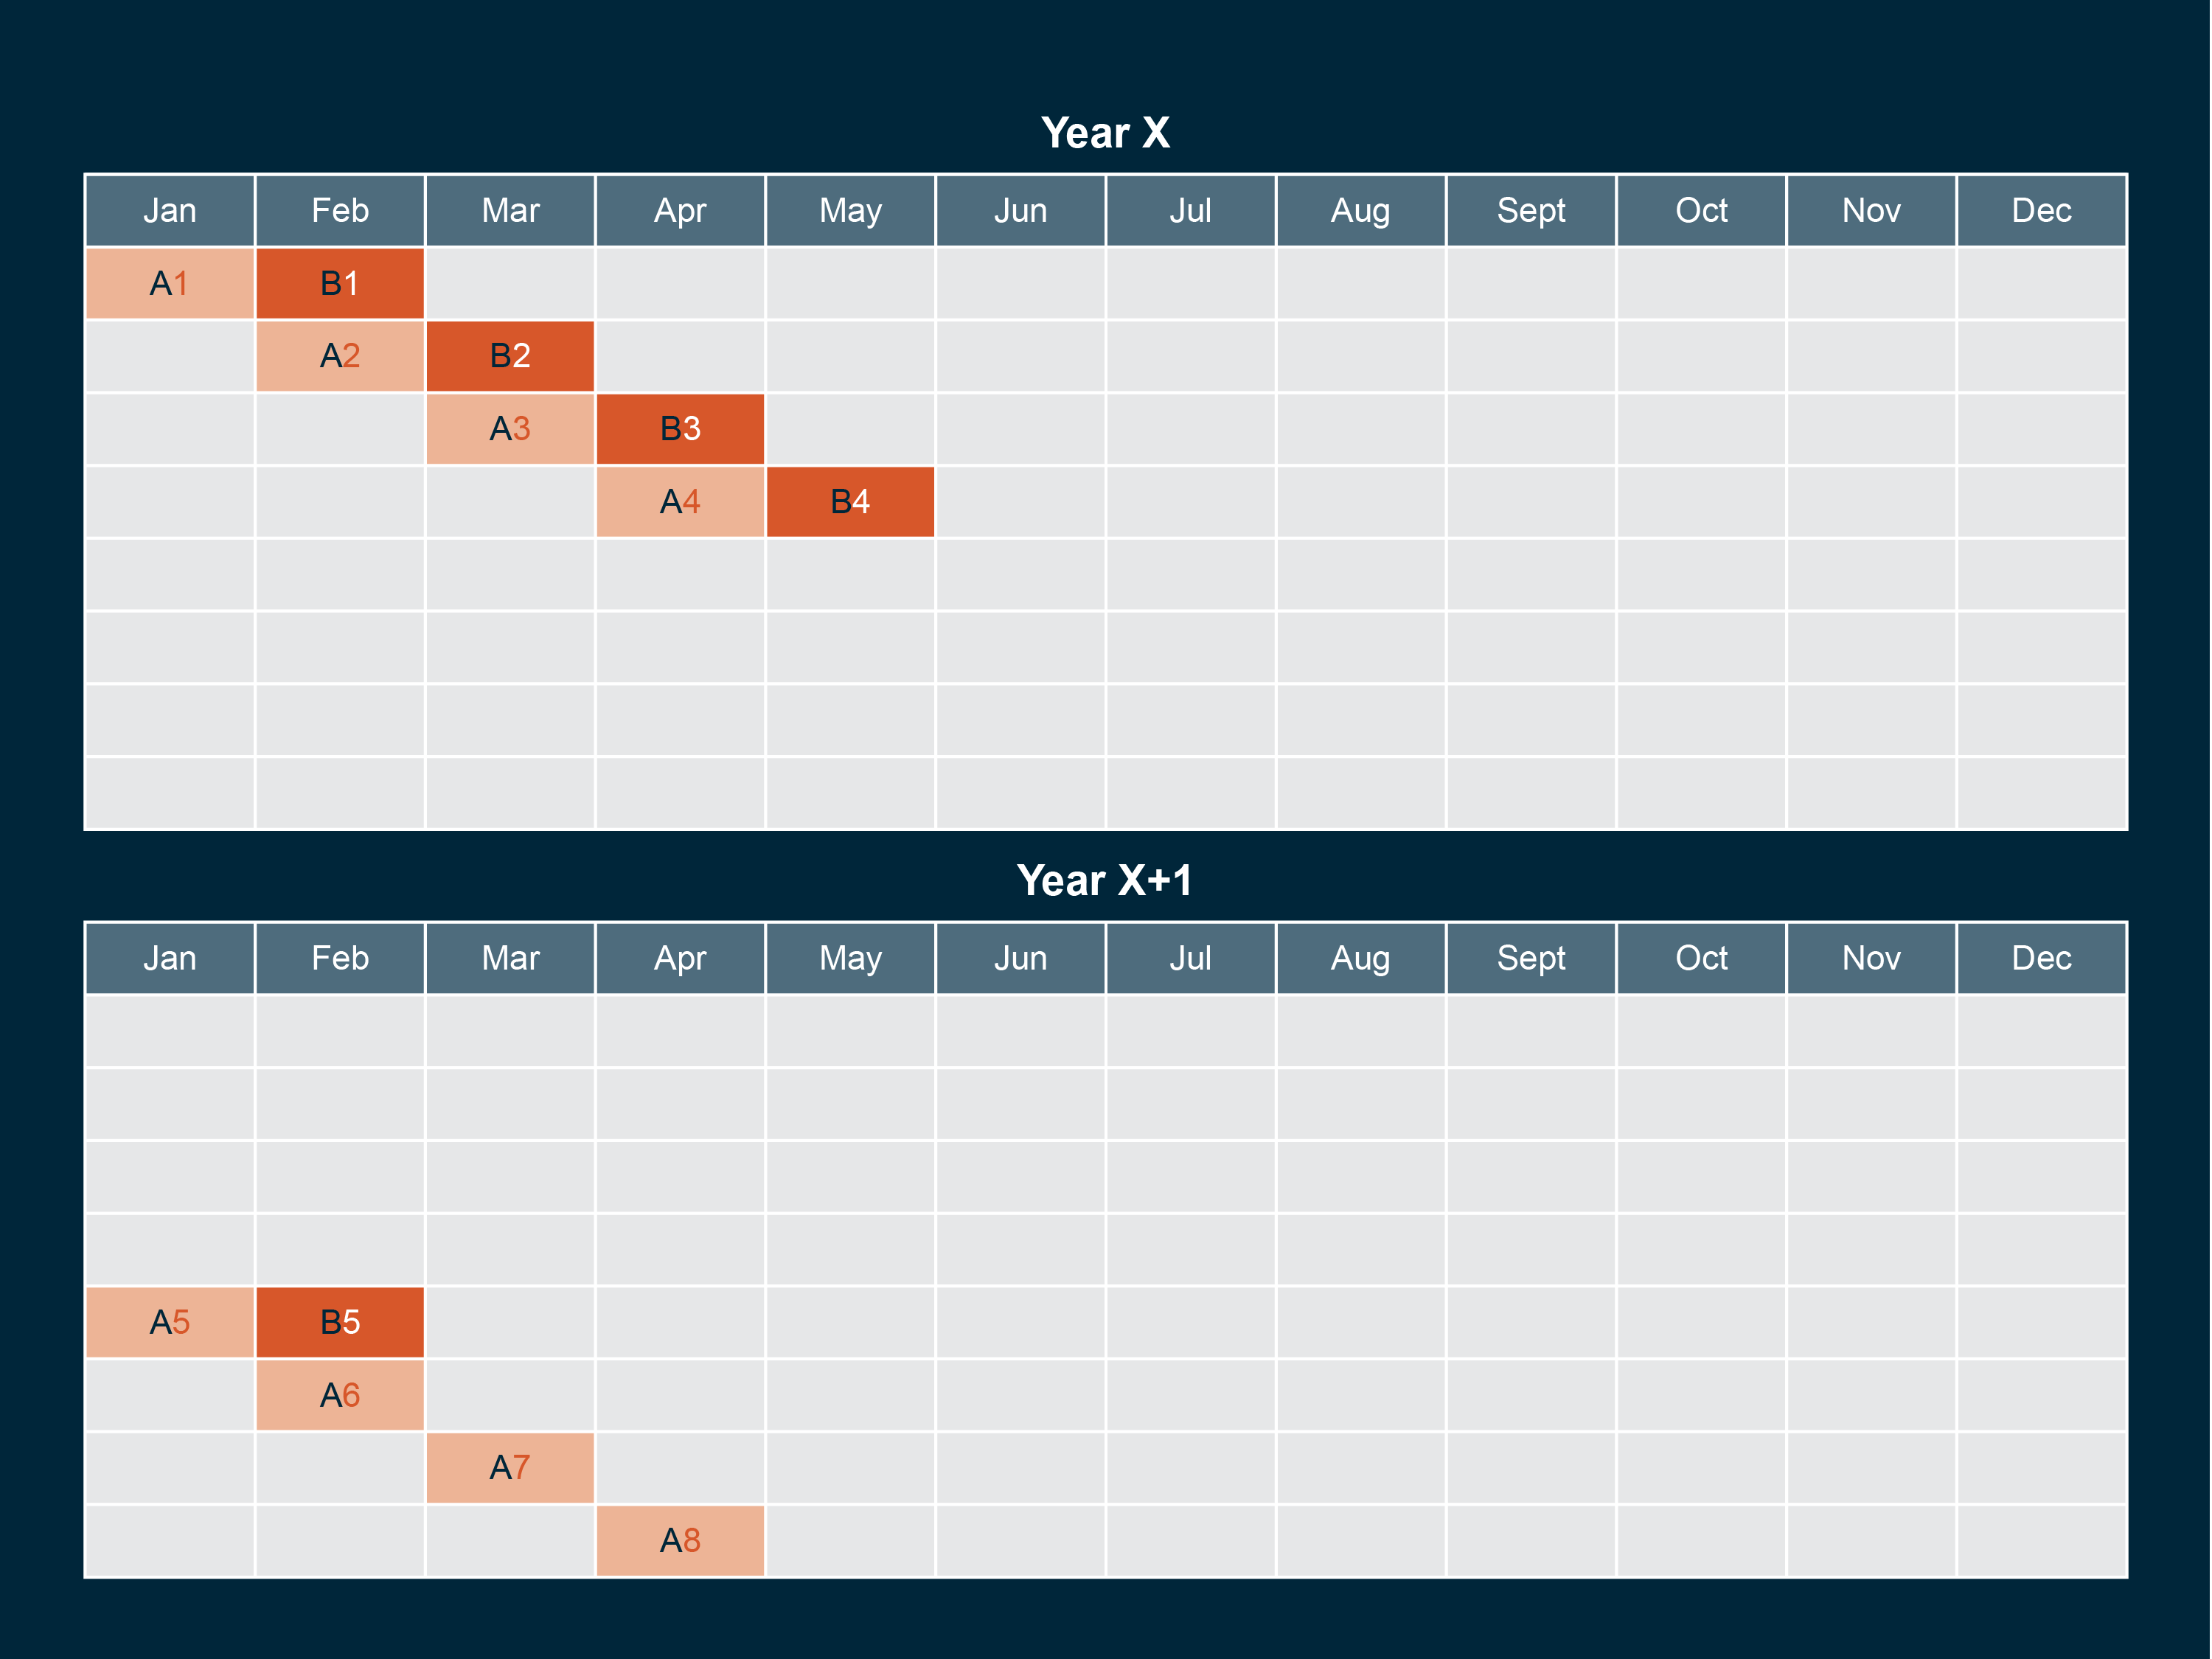 Year X
Jan Feb Mar Apr May Jun Jul Aug Sept Oct Nov Dec
A1 B1
A2 B2
A3 B3
A4 B4
Year X+1
Jan Feb Mar Apr May Jun Jul Aug Sept Oct Nov Dec
A5 B5
A6
A7
A8